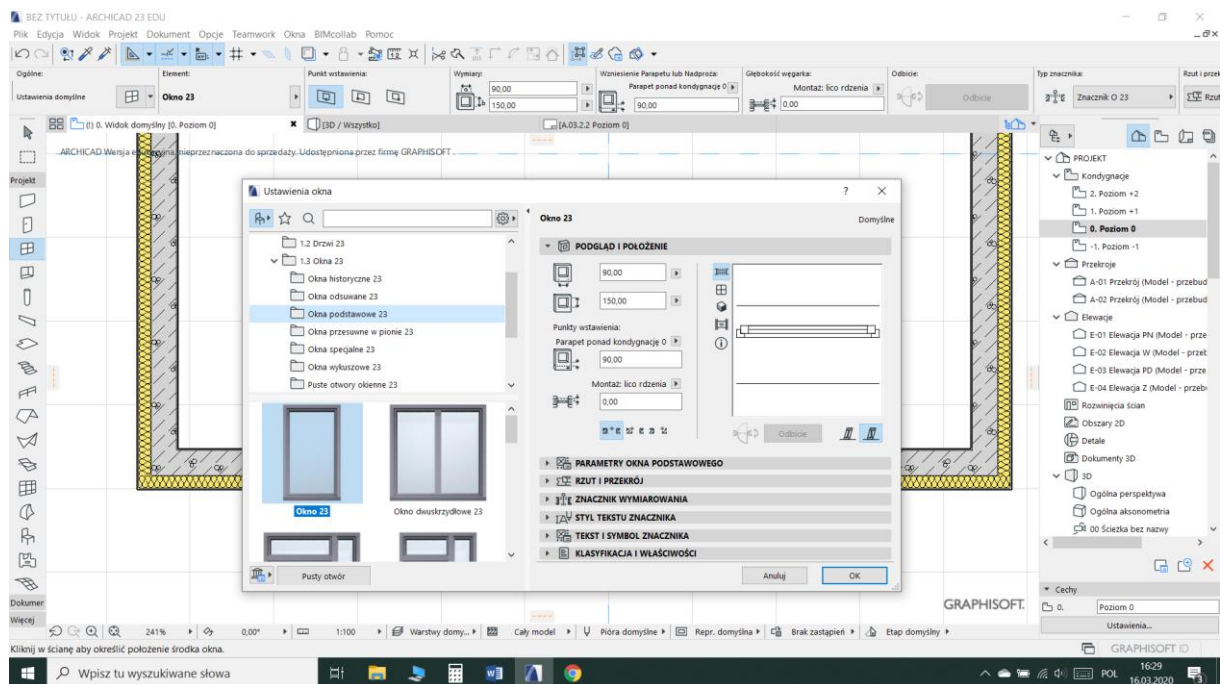 BEZ TYTUŁU - ARCHICAD 23 EDU
Plik Edycja Widok Projekt Dokument Opcje Teamwork Okna BIMcollab Pomoc
Ogólne: Element: Punkt wstawienia: Wymiary: Wzniesienie Parapetu lub Nadproża: Głębokość węgarka: Odbicie: Typ znacznika: Rzut i przek
Ustawienia domyślne Okno 23 90,00 150,00 Parapet ponad kondygnację 0 90,00 Montaż: lico rdzenia 0,00 Odbicie Znacznik O 23 Rzut
(!) 0. Widok domyślny [0. Poziom 0] [3D / Wszystko] [A.03.2.2 Poziom 0]
nieprzeznaczona do sprzedaży. Udostępniona przez firmę GRAPHISOFT.
Projekt
Dokumer
Więcej
Ustawienia okna
1.2 Drzwi 23
1.3 Okna 23
Okna historyczne 23
Okna odsuwane 23
Okna podstawowe 23
Okna przesuwne w pionie 23
Okna specjalne 23
Okna wykuszowe 23
Puste otwory okienne 23
Okno 23 Okno dwuskrzydłowe 23
Pusty otwór
Okno 23 Domyślne
PODGLĄD I POŁOŻENIE
90,00
150,00
Punkty wstawienia:
Parapet ponad kondygnację 0
90,00
Montaż: lico rdzenia
0,00
Odbicie
PARAMETRY OKNA PODSTAWOWEGO
RZUT I PRZEKRÓJ
ZNACZNIK WYMIAROWANIA
STYL TEKSTU ZNACZNIKA
TEKST I SYMBOL ZNACZNIKA
KLASYFIKACJA I WŁAŚCIWOŚCI
Anuluj OK
PROJEKT
Kondygnacje
2. Poziom +2
1. Poziom +1
0. Poziom 0
-1. Poziom -1
Przekroje
A-01 Przekrój (Model - przebud
A-02 Przekrój (Model - przebud
Elewacje
E-01 Elewacja PN (Model - prze
E-02 Elewacja W (Model - przeb
E-03 Elewacja PD (Model - prze
E-04 Elewacja Z (Model - przeb
Rozwinięcia ścian
Obszary 2D
Detale
Dokumenty 3D
3D
Ogólna perspektywa
Ogólna aksonometria
00 Ścieżka bez nazwy
Cechy
0. Poziom 0
Ustawienia...
GRAPHISOFT.
241% 0,00° 1:100 Warstwy domy... Cały model Pióra domyślne Repr. domyślna Brak zastąpień Etap domyślny
Kliknij w ścianę aby określić położenie środka okna.
GRAPHISOFT ID
Wpisz tu wyszukiwane słowa
POL 16:29
16.03.2020